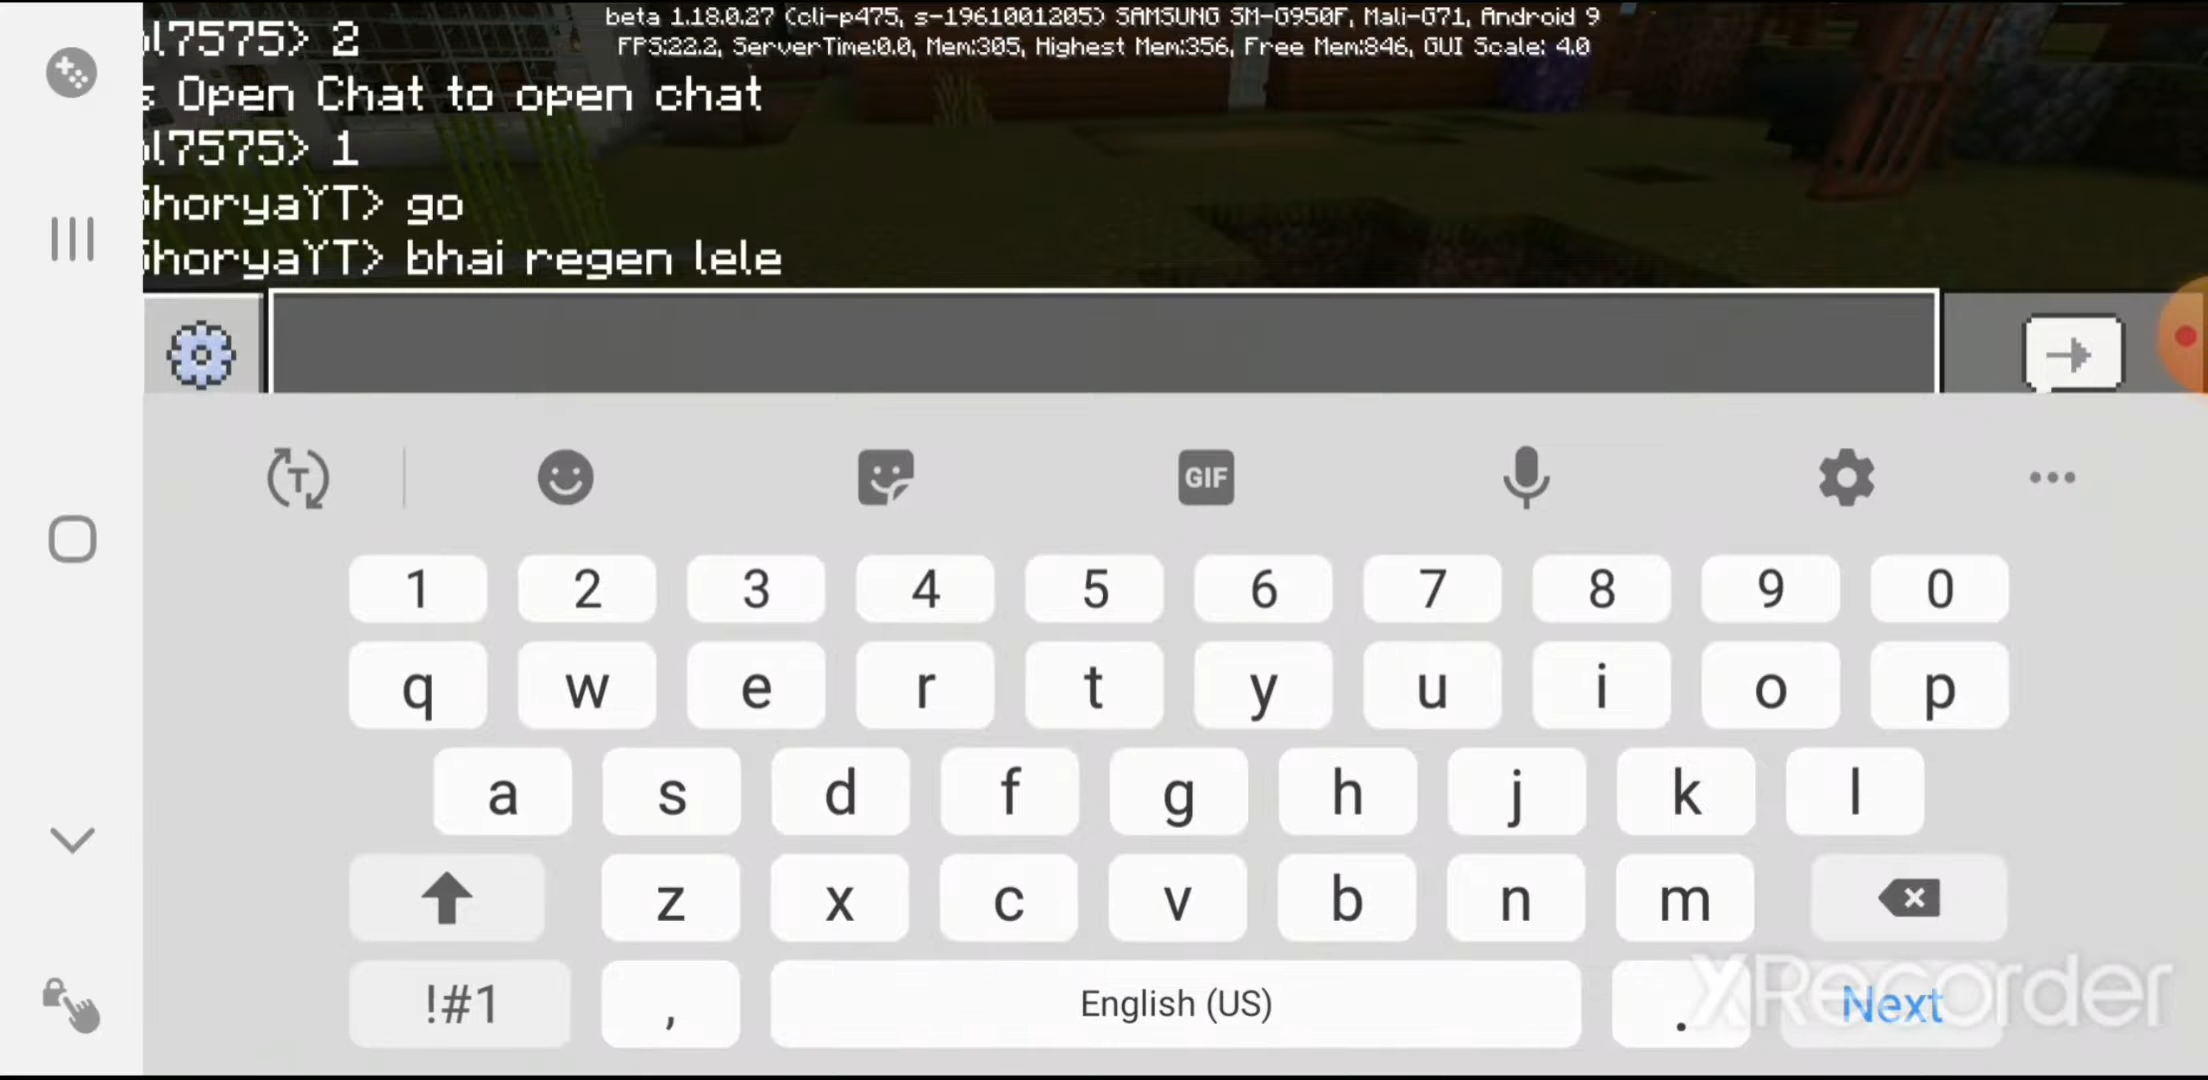 beta 1.18.0.27 (cli-p475, s-1961001205) SAMSUNG SM-G950F, Mali-G71, Android 9
FPS:22.2, ServerTime:0.0, Mem:305, Highest Mem:356, Free Mem:846, GUI Scale: 4.0
l7575> 2
s Open Chat to open chat
l7575> 1
ShoryaYT> go
ShoryaYT> bhai regen lele
T
GIF
1 2 3 4 5 6 7 8 9 0
q w e r t y u i o p
a s d f g h j k l
z x c v b n m
!#1 , English (US) . Next
XRecorder